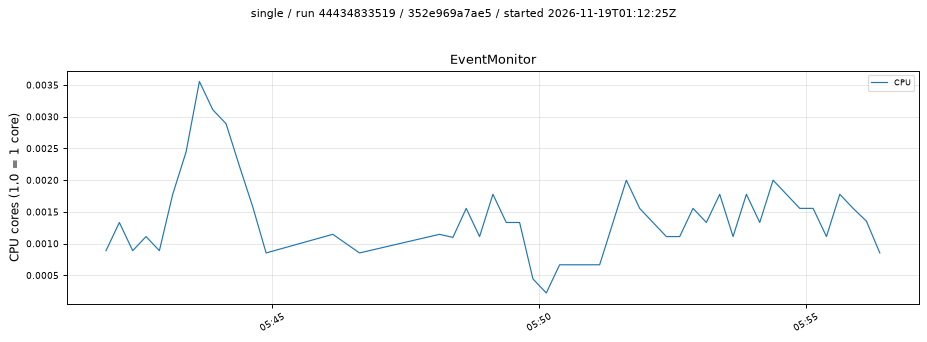 single / run 44434833519 / 352e969a7ae5 / started 2026-11-19T01:12:25Z
EventMonitor
CPU
CPU cores (1.0 = 1 core)
0.0035
0.0030
0.0025
0.0020
0.0015
0.0010
0.0005
05:45
05:50
05:55